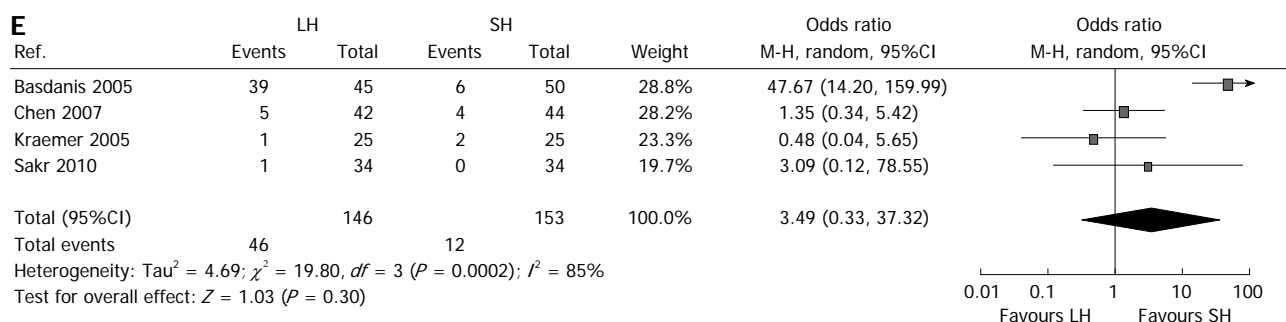 E LH SH Odds ratio Odds ratio
Ref. Events Total Events Total Weight M-H, random, 95%CI M-H, random, 95%CI
Basdanis 2005 39 45 6 50 28.8% 47.67 (14.20, 159.99)
Chen 2007 5 42 4 44 28.2% 1.35 (0.34, 5.42)
Kraemer 2005 1 25 2 25 23.3% 0.48 (0.04, 5.65)
Sakr 2010 1 34 0 34 19.7% 3.09 (0.12, 78.55)
Total (95%CI) 146 153 100.0% 3.49 (0.33, 37.32)
Total events 46 12
Heterogeneity: Tau² = 4.69; χ² = 19.80, df = 3 (P = 0.0002); I² = 85%
Test for overall effect: Z = 1.03 (P = 0.30)
0.01 0.1 1 10 100
Favours LH Favours SH